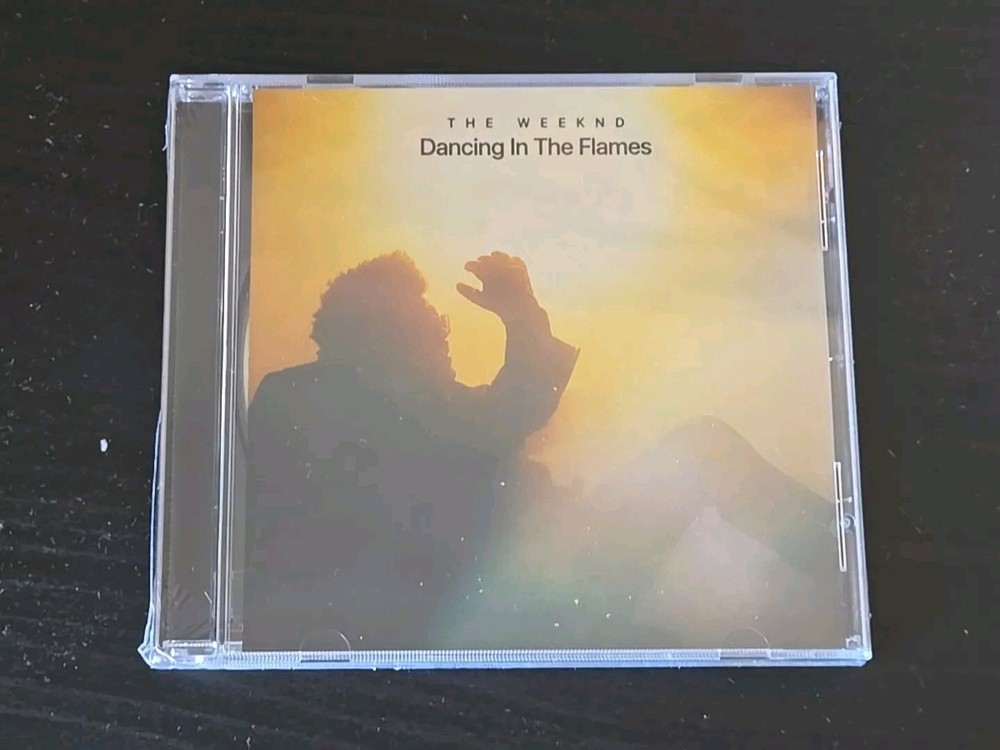 THE WEEKND
Dancing In The Flames